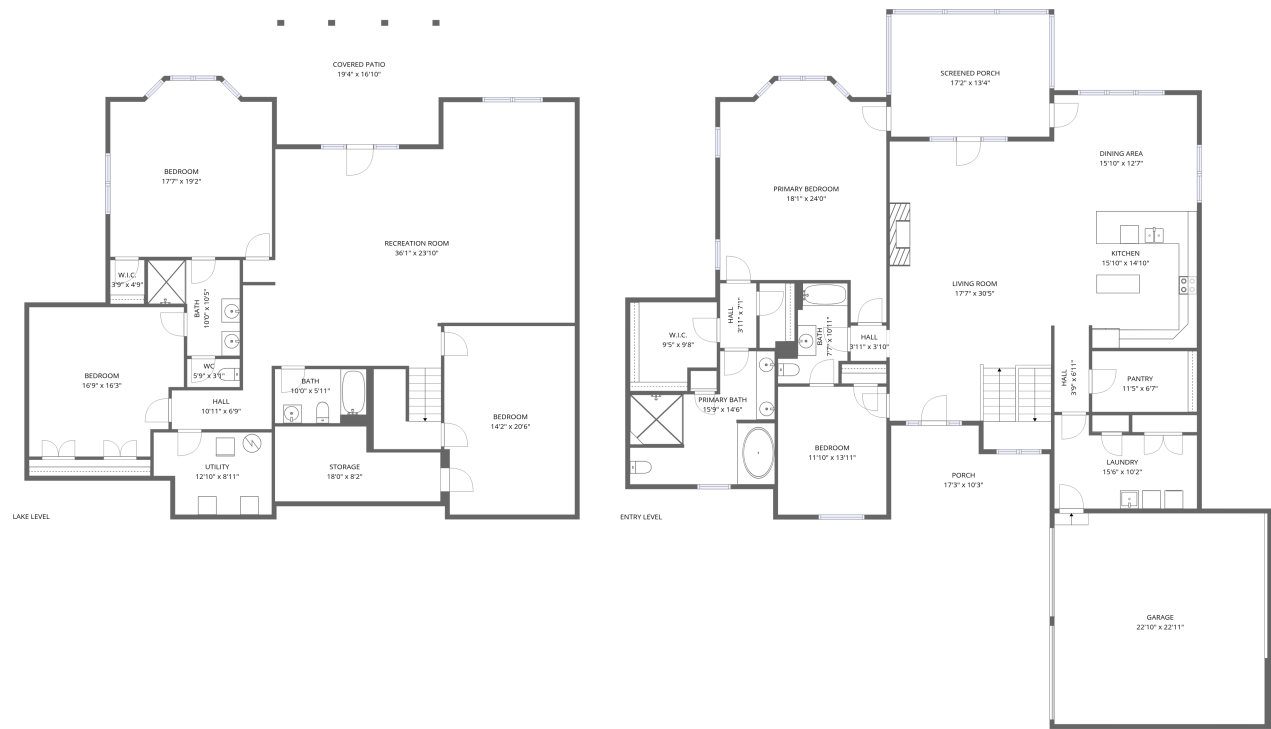 COVERED PATIO
19'4" x 16'10"
BEDROOM
17'7" x 19'2"
RECREATION ROOM
36'1" x 23'10"
W.I.C.
3'9" x 4'9"
BATH
10'0" x 10'5"
WC
5'9" x 3'1"
BEDROOM
16'9" x 16'3"
HALL
10'11" x 6'9"
BATH
10'0" x 5'11"
BEDROOM
14'2" x 20'6"
UTILITY
12'10" x 8'11"
STORAGE
18'0" x 8'2"
LAKE LEVEL
SCREENED PORCH
17'2" x 13'4"
DINING AREA
15'10" x 12'7"
PRIMARY BEDROOM
18'1" x 24'0"
KITCHEN
15'10" x 14'10"
LIVING ROOM
17'7" x 30'5"
HALL
3'11" x 7'1"
W.I.C.
9'5" x 9'8"
BATH
7'7" x 10'11"
HALL
3'11" x 3'10"
HALL
3'9" x 6'11"
PANTRY
11'5" x 6'7"
PRIMARY BATH
15'9" x 14'6"
BEDROOM
11'10" x 13'11"
PORCH
17'3" x 10'3"
LAUNDRY
15'6" x 10'2"
ENTRY LEVEL
GARAGE
22'10" x 22'11"